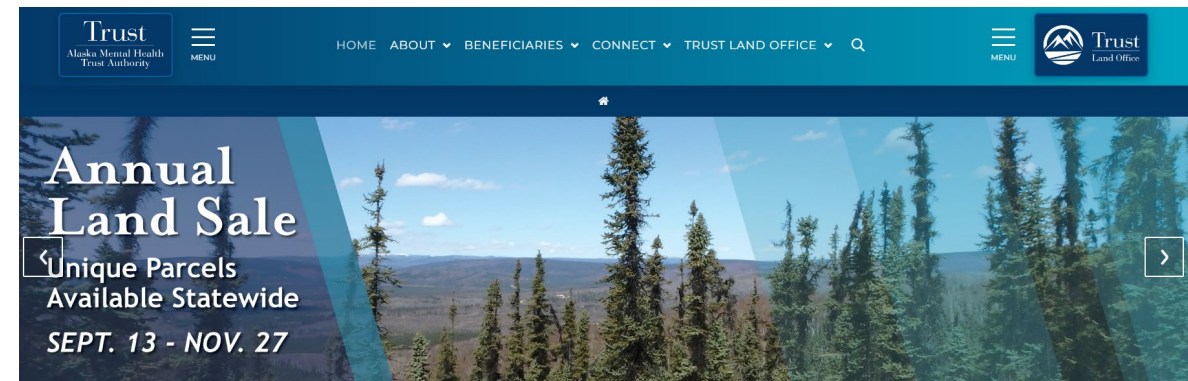 Trust
Alaska Mental Health
Trust Authority
MENU
HOME ABOUT BENEFICIARIES CONNECT TRUST LAND OFFICE
MENU
Trust
Land Office
Annual
Land Sale
Unique Parcels
Available Statewide
SEPT. 13 - NOV. 27